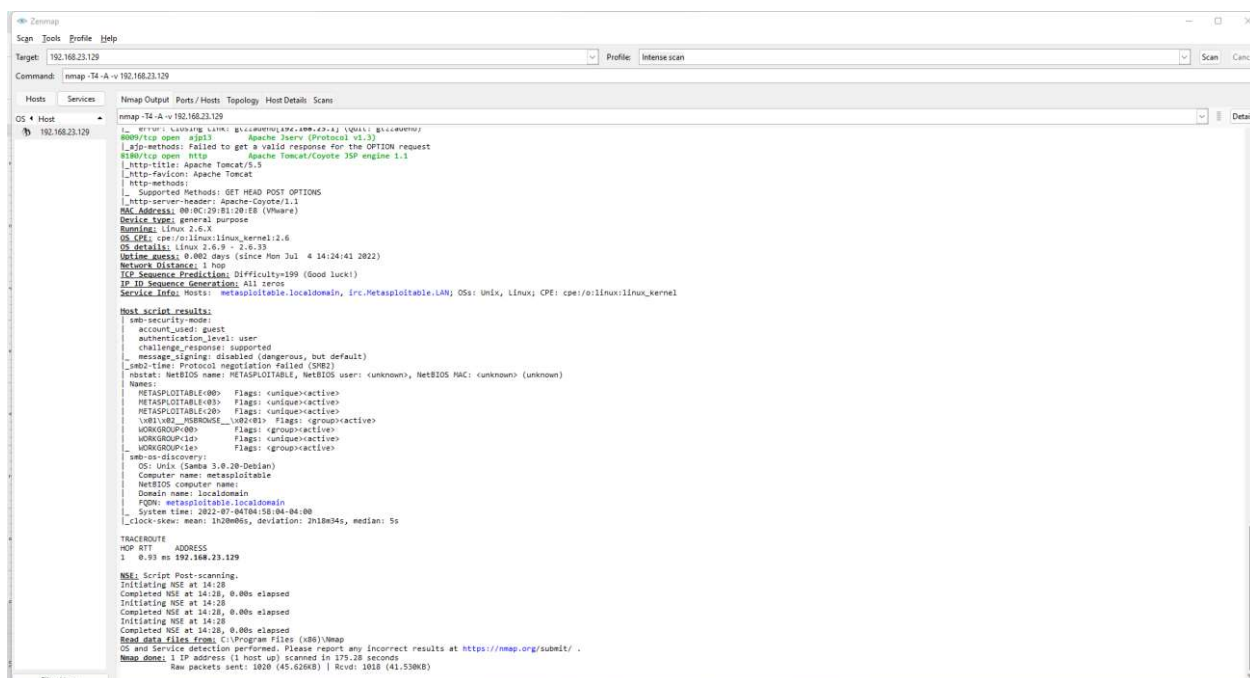 Zenmap
Scan Tools Profile Help
Target: 192.168.23.129 Profile: Intense scan Scan Canc
Command: nmap -T4 -A -v 192.168.23.129
Hosts Services Nmap Output Ports / Hosts Topology Host Details Scans
OS Host nmap -T4 -A -v 192.168.23.129 Detai
192.168.23.129
8009/tcp open ajp13 Apache Jserv (Protocol v1.3)
|_ajp-methods: Failed to get a valid response for the OPTION request
8180/tcp open http Apache Tomcat/Coyote JSP engine 1.1
|_http-title: Apache Tomcat/5.5
|_http-favicon: Apache Tomcat
| http-methods:
|_ Supported Methods: GET HEAD POST OPTIONS
|_http-server-header: Apache-Coyote/1.1
MAC Address: 00:0C:29:B1:20:E8 (VMware)
Device type: general purpose
Running: Linux 2.6.X
OS CPE: cpe:/o:linux:linux_kernel:2.6
OS details: Linux 2.6.9 - 2.6.33
Uptime guess: 0.002 days (since Mon Jul 4 14:24:41 2022)
Network Distance: 1 hop
TCP Sequence Prediction: Difficulty=199 (Good luck!)
IP ID Sequence Generation: All zeros
Service Info: Hosts: metasploitable.localdomain, irc.Metasploitable.LAN; OSs: Unix, Linux; CPE: cpe:/o:linux:linux_kernel
Host script results:
| smb-security-mode:
| account_used: guest
| authentication_level: user
| challenge_response: supported
|_ message_signing: disabled (dangerous, but default)
|_smb2-time: Protocol negotiation failed (SMB2)
| nbstat: NetBIOS name: METASPLOITABLE, NetBIOS user: <unknown>, NetBIOS MAC: <unknown> (unknown)
| Names:
| METASPLOITABLE<00> Flags: <unique><active>
| METASPLOITABLE<03> Flags: <unique><active>
| METASPLOITABLE<20> Flags: <unique><active>
| \x01\x02__MSBROWSE__\x02<01> Flags: <group><active>
| WORKGROUP<00> Flags: <group><active>
| WORKGROUP<1d> Flags: <unique><active>
|_ WORKGROUP<1e> Flags: <group><active>
| smb-os-discovery:
| OS: Unix (Samba 3.0.20-Debian)
| Computer name: metasploitable
| NetBIOS computer name:
| Domain name: localdomain
| FQDN: metasploitable.localdomain
|_ System time: 2022-07-04T04:58:04-04:00
|_clock-skew: mean: 1h20m06s, deviation: 2h18m34s, median: 5s
TRACEROUTE
HOP RTT ADDRESS
1 0.93 ms 192.168.23.129
NSE: Script Post-scanning.
Initiating NSE at 14:28
Completed NSE at 14:28, 0.00s elapsed
Initiating NSE at 14:28
Completed NSE at 14:28, 0.00s elapsed
Initiating NSE at 14:28
Completed NSE at 14:28, 0.00s elapsed
Read data files from: C:\Program Files (x86)\Nmap
OS and Service detection performed. Please report any incorrect results at https://nmap.org/submit/ .
Nmap done: 1 IP address (1 host up) scanned in 175.28 seconds
Raw packets sent: 1020 (45.626KB) | Rcvd: 1018 (41.530KB)